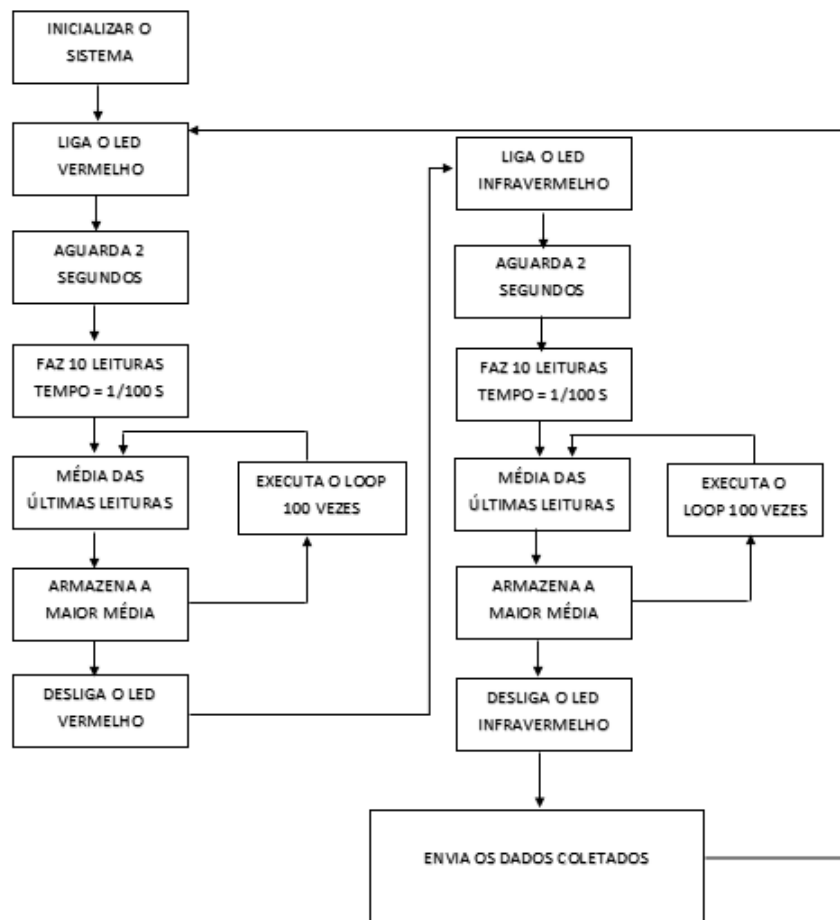 INICIALIZAR O
SISTEMA
LIGA O LED
VERMELHO
AGUARDA 2
SEGUNDOS
FAZ 10 LEITURAS
TEMPO = 1/100 S
MÉDIA DAS
ÚLTIMAS LEITURAS
EXECUTA O LOOP
100 VEZES
ARMAZENA A
MAIOR MÉDIA
DESLIGA O LED
VERMELHO
LIGA O LED
INFRAVERMELHO
AGUARDA 2
SEGUNDOS
FAZ 10 LEITURAS
TEMPO = 1/100 S
MÉDIA DAS
ÚLTIMAS LEITURAS
EXECUTA O
LOOP 100 VEZES
ARMAZENA A
MAIOR MÉDIA
DESLIGA O LED
INFRAVERMELHO
ENVIA OS DADOS COLETADOS